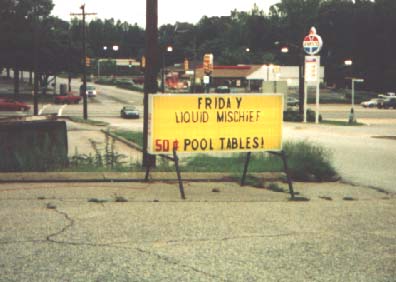 FRIDAY
LIQUID MISCHIEF
50¢ POOL TABLES!